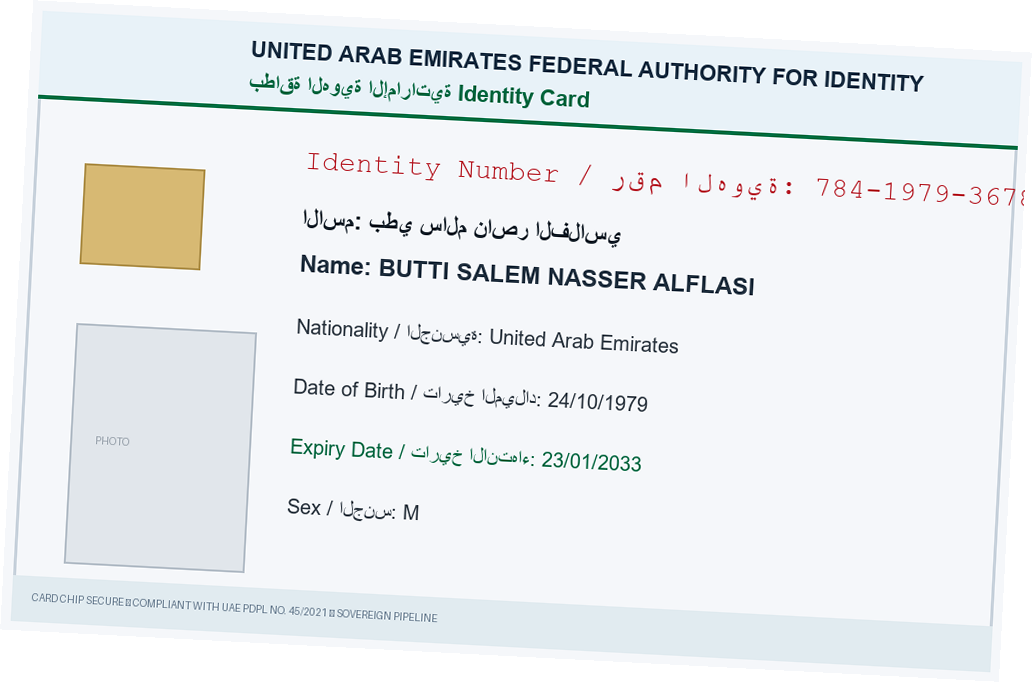 UNITED ARAB EMIRATES FEDERAL AUTHORITY FOR IDENTITY
بطاقة الهوية الإماراتية Identity Card
Identity Number / رقم الهوية: 784-1979-3678
الاسم: بطي سالم ناصر الفلاسي
Name: BUTTI SALEM NASSER ALFLASI
Nationality / الجنسية: United Arab Emirates
Date of Birth / تاريخ الميلاد: 24/10/1979
Expiry Date / تاريخ الانتهاء: 23/01/2033
Sex / الجنس: M
PHOTO
CARD CHIP SECURE COMPLIANT WITH UAE PDPL NO. 45/2021 SOVEREIGN PIPELINE